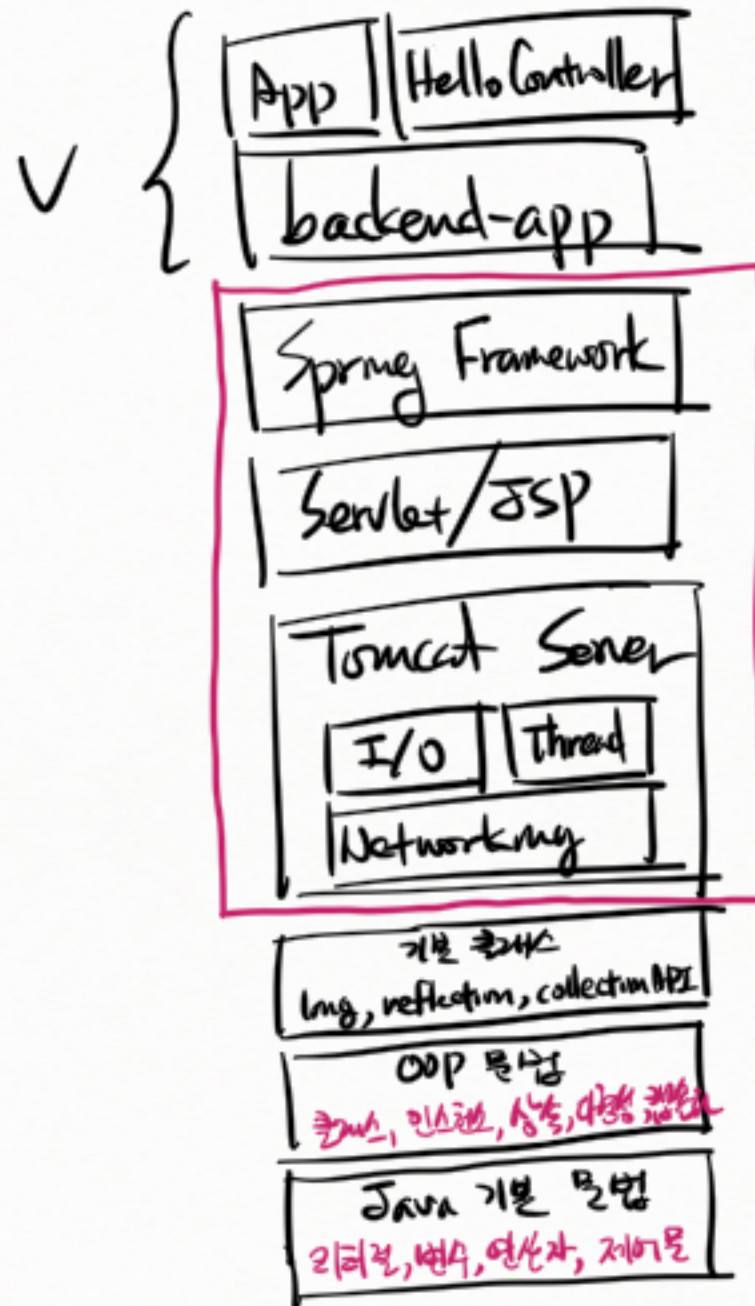 App
Hello Controller
V
backend-app
Spring Framework
Servlet/JSP
Tomcat Server
I/O
Thread
Networking
기본 클래스
lang, reflection, collection API
OOP 문법
클래스, 인스턴스, 상속, 다형성, 캡슐화
Java 기본 문법
리터럴, 변수, 연산자, 제어문